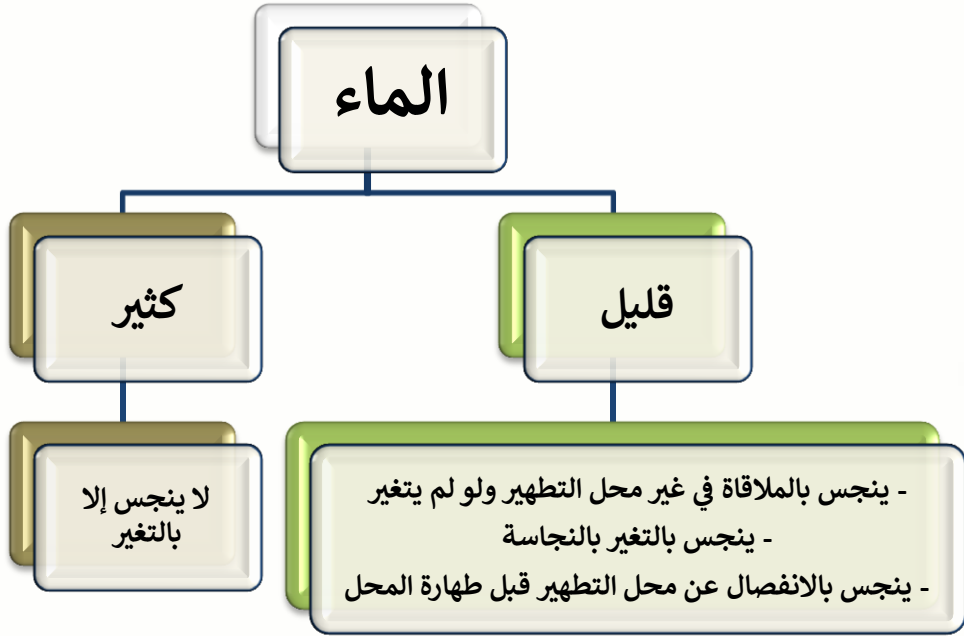 الماء
قليل
كثير
- ينجس بالملاقاة في غير محل التطهير ولو لم يتغير
- ينجس بالتغير بالنجاسة
- ينجس بالانفصال عن محل التطهير قبل طهارة المحل
لا ينجس إلا
بالتغير